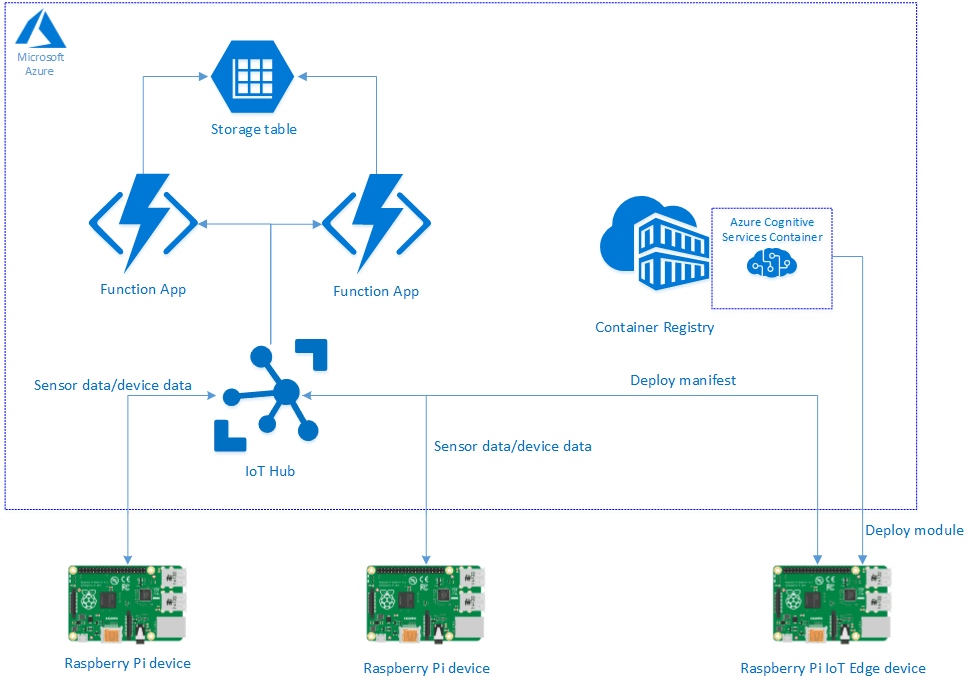 Microsoft
Azure
Storage table
Function App
Function App
Azure Cognitive
Services Container
Container Registry
Sensor data/device data
Deploy manifest
Sensor data/device data
IoT Hub
Deploy module
Raspberry Pi device
Raspberry Pi device
Raspberry Pi IoT Edge device